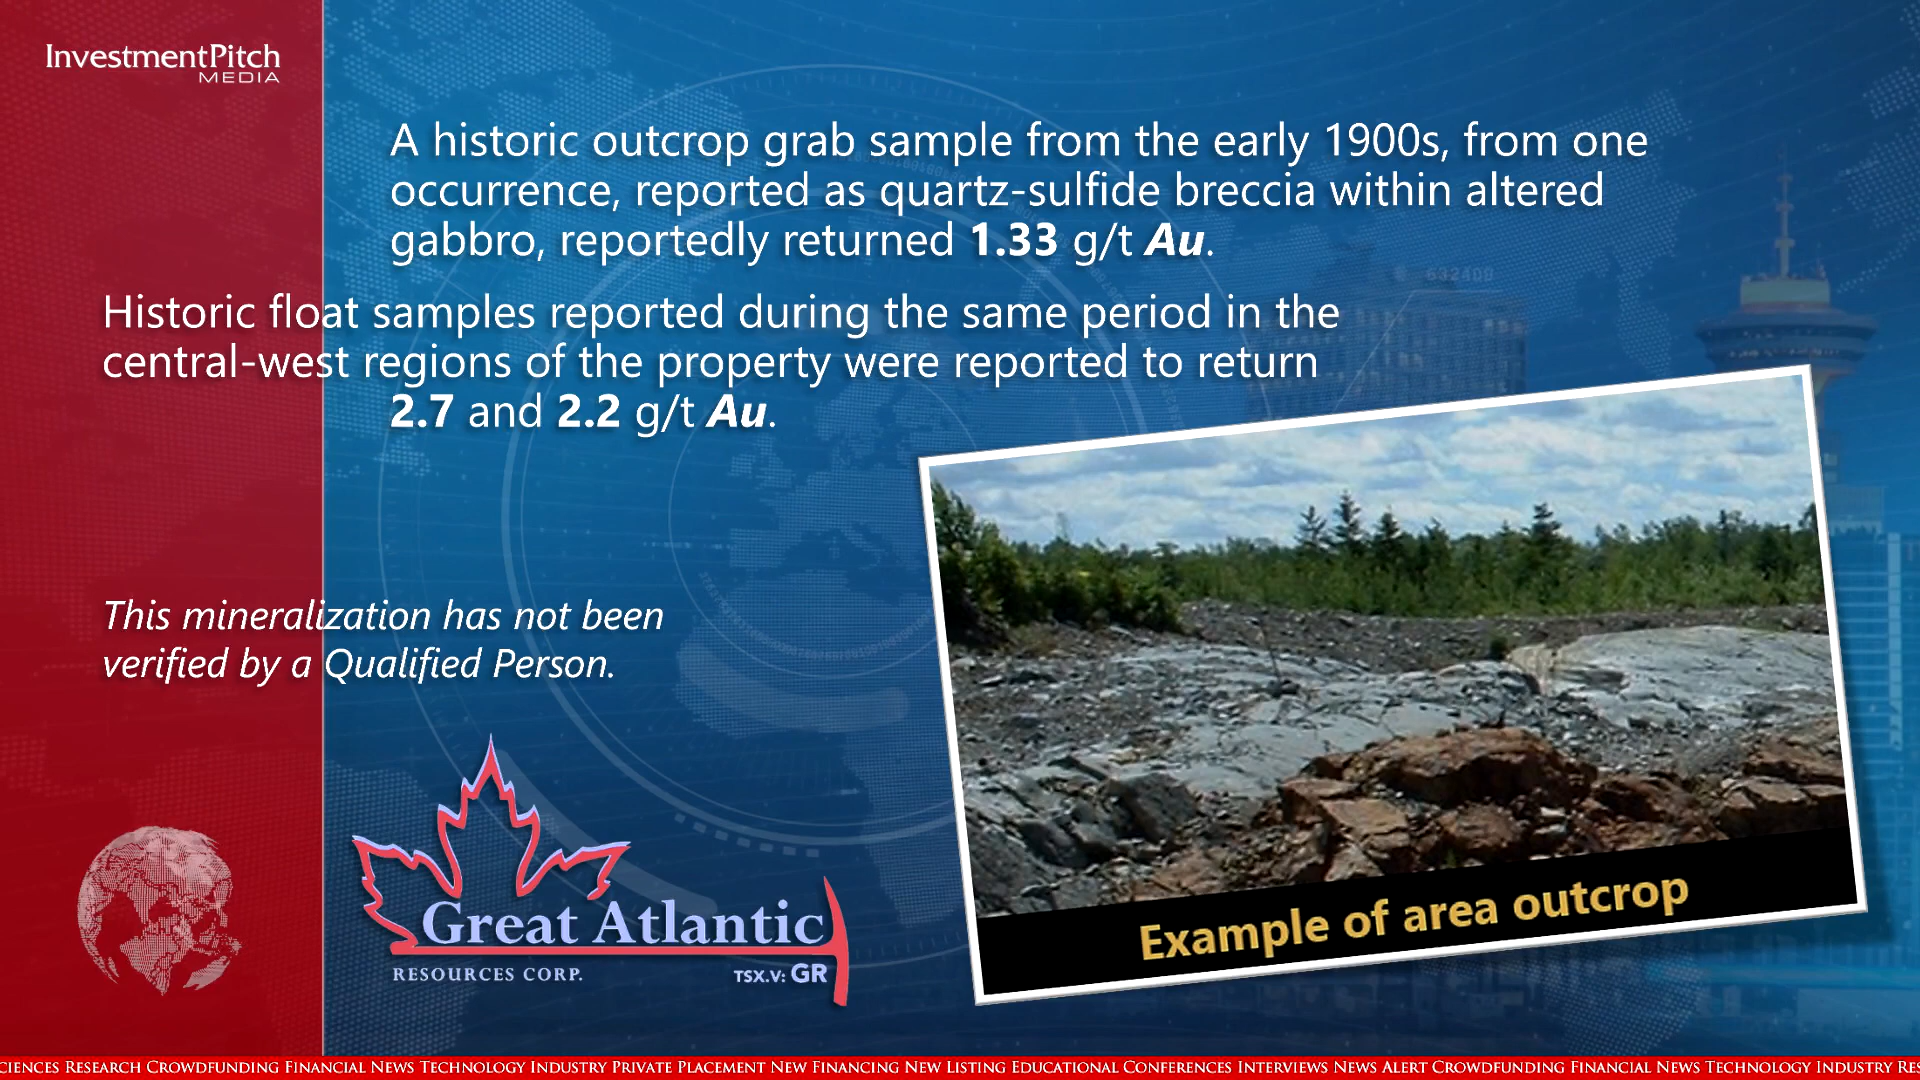 InvestmentPitch
MEDIA
A historic outcrop grab sample from the early 1900s, from one
occurrence, reported as quartz-sulfide breccia within altered
gabbro, reportedly returned 1.33 g/t Au.
Historic float samples reported during the same period in the
central-west regions of the property were reported to return
2.7 and 2.2 g/t Au.
This mineralization has not been
verified by a Qualified Person.
Great Atlantic
RESOURCES CORP.
TSX.V: GR
Example of area outcrop
CIENCES RESEARCH CROWDFUNDING FINANCIAL NEWS TECHNOLOGY INDUSTRY PRIVATE PLACEMENT NEW FINANCING NEW LISTING EDUCATIONAL CONFERENCES INTERVIEWS NEWS ALERT CROWDFUNDING FINANCIAL NEWS TECHNOLOGY INDUSTRY RES